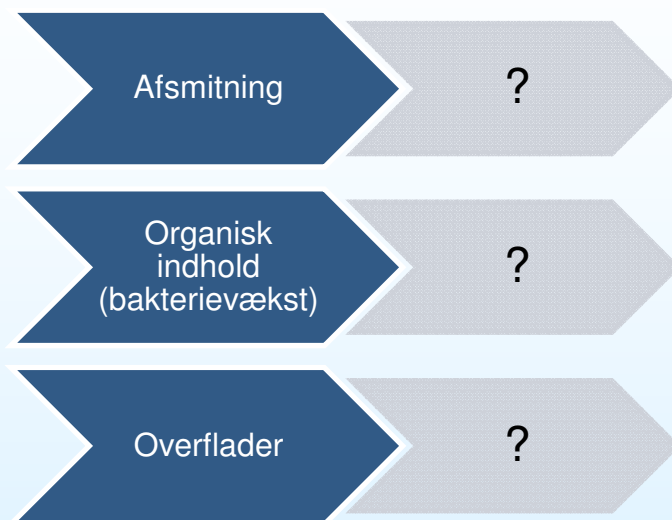 Afsmitning
?
Organisk
indhold
(bakterievækst)
?
Overflader
?